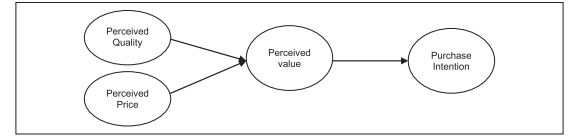 Perceived
Quality
Perceived
Price
Perceived
value
Purchase
Intention